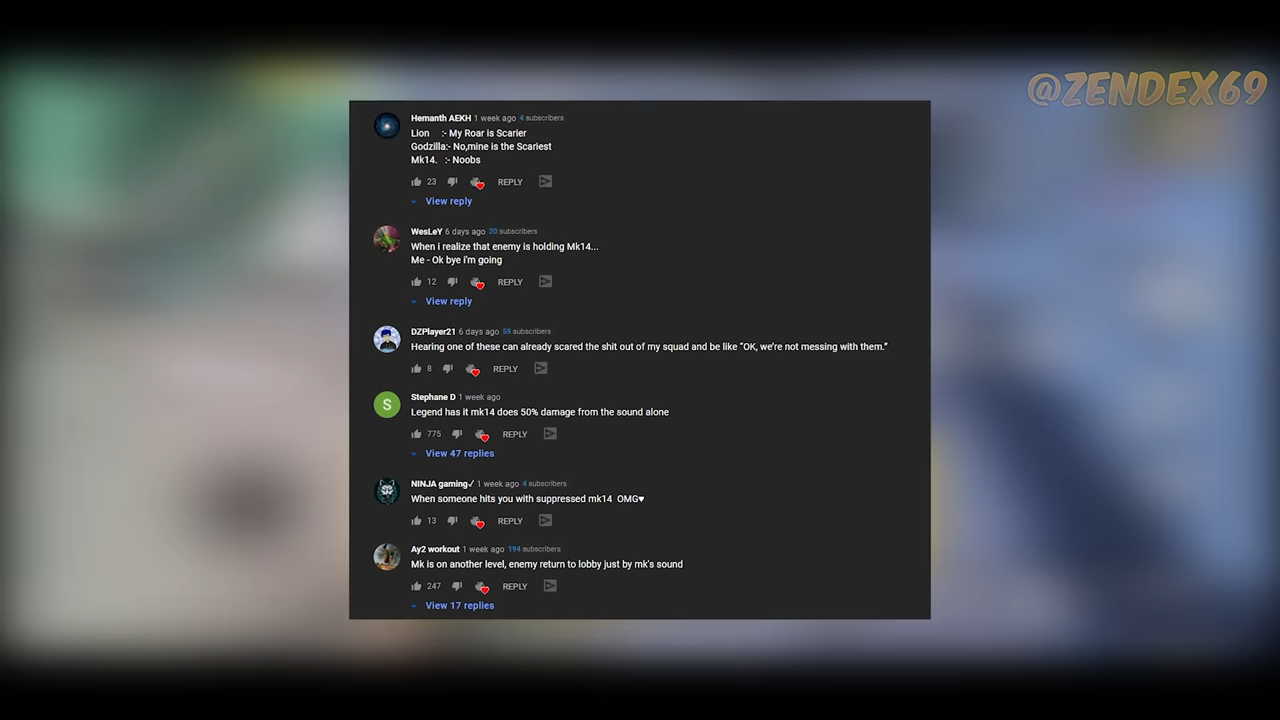 @ZENDEX69
Hemanth AEKH 1 week ago 4 subscribers
Lion :- My Roar is Scarier
Godzilla:- No,mine is the Scariest
Mk14. :- Noobs
23 REPLY
View reply
WesLeY 6 days ago 20 subscribers
When i realize that enemy is holding Mk14...
Me - Ok bye i'm going
12 REPLY
View reply
DZPlayer21 6 days ago 59 subscribers
Hearing one of these can already scared the shit out of my squad and be like “OK, we’re not messing with them.”
8 REPLY
S
Stephane D 1 week ago
Legend has it mk14 does 50% damage from the sound alone
775 REPLY
View 47 replies
NINJA gaming✓ 1 week ago 4 subscribers
When someone hits you with suppressed mk14 OMG♥
13 REPLY
Ay2 workout 1 week ago 194 subscribers
Mk is on another level, enemy return to lobby just by mk's sound
247 REPLY
View 17 replies